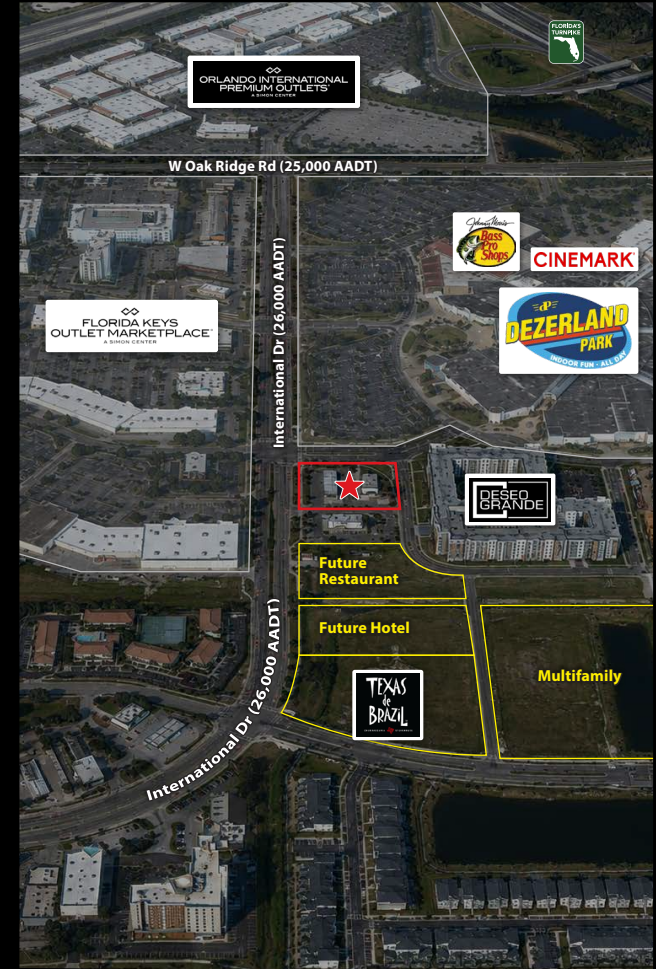 FLORIDA'S
TURNPIKE
ORLANDO INTERNATIONAL
PREMIUM OUTLETS®
A SIMON CENTER
W Oak Ridge Rd (25,000 AADT)
Johnny Morris
Bass
Pro
Shops
CINEMARK
FLORIDA KEYS
OUTLET MARKETPLACE®
A SIMON CENTER
DEZERLAND
PARK
INDOOR FUN • ALL DAY
International Dr (26,000 AADT)
DESEO
GRANDE
Future
Restaurant
Future Hotel
Multifamily
TEXAS
de
BRAZIL
International Dr (26,000 AADT)